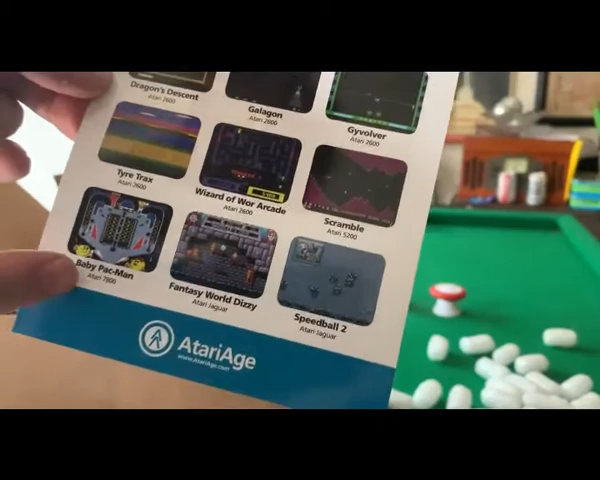 Dragon's Descent
Atari 2600
Galagon
Atari 2600
Gyvolver
Atari 2600
Tyre Trax
Atari 2600
Wizard of Wor Arcade
Atari 2600
Scramble
Atari 5200
Baby Pac-Man
Atari 7800
Fantasy World Dizzy
Atari Jaguar
Speedball 2
Atari Jaguar
AtariAge
www.AtariAge.com